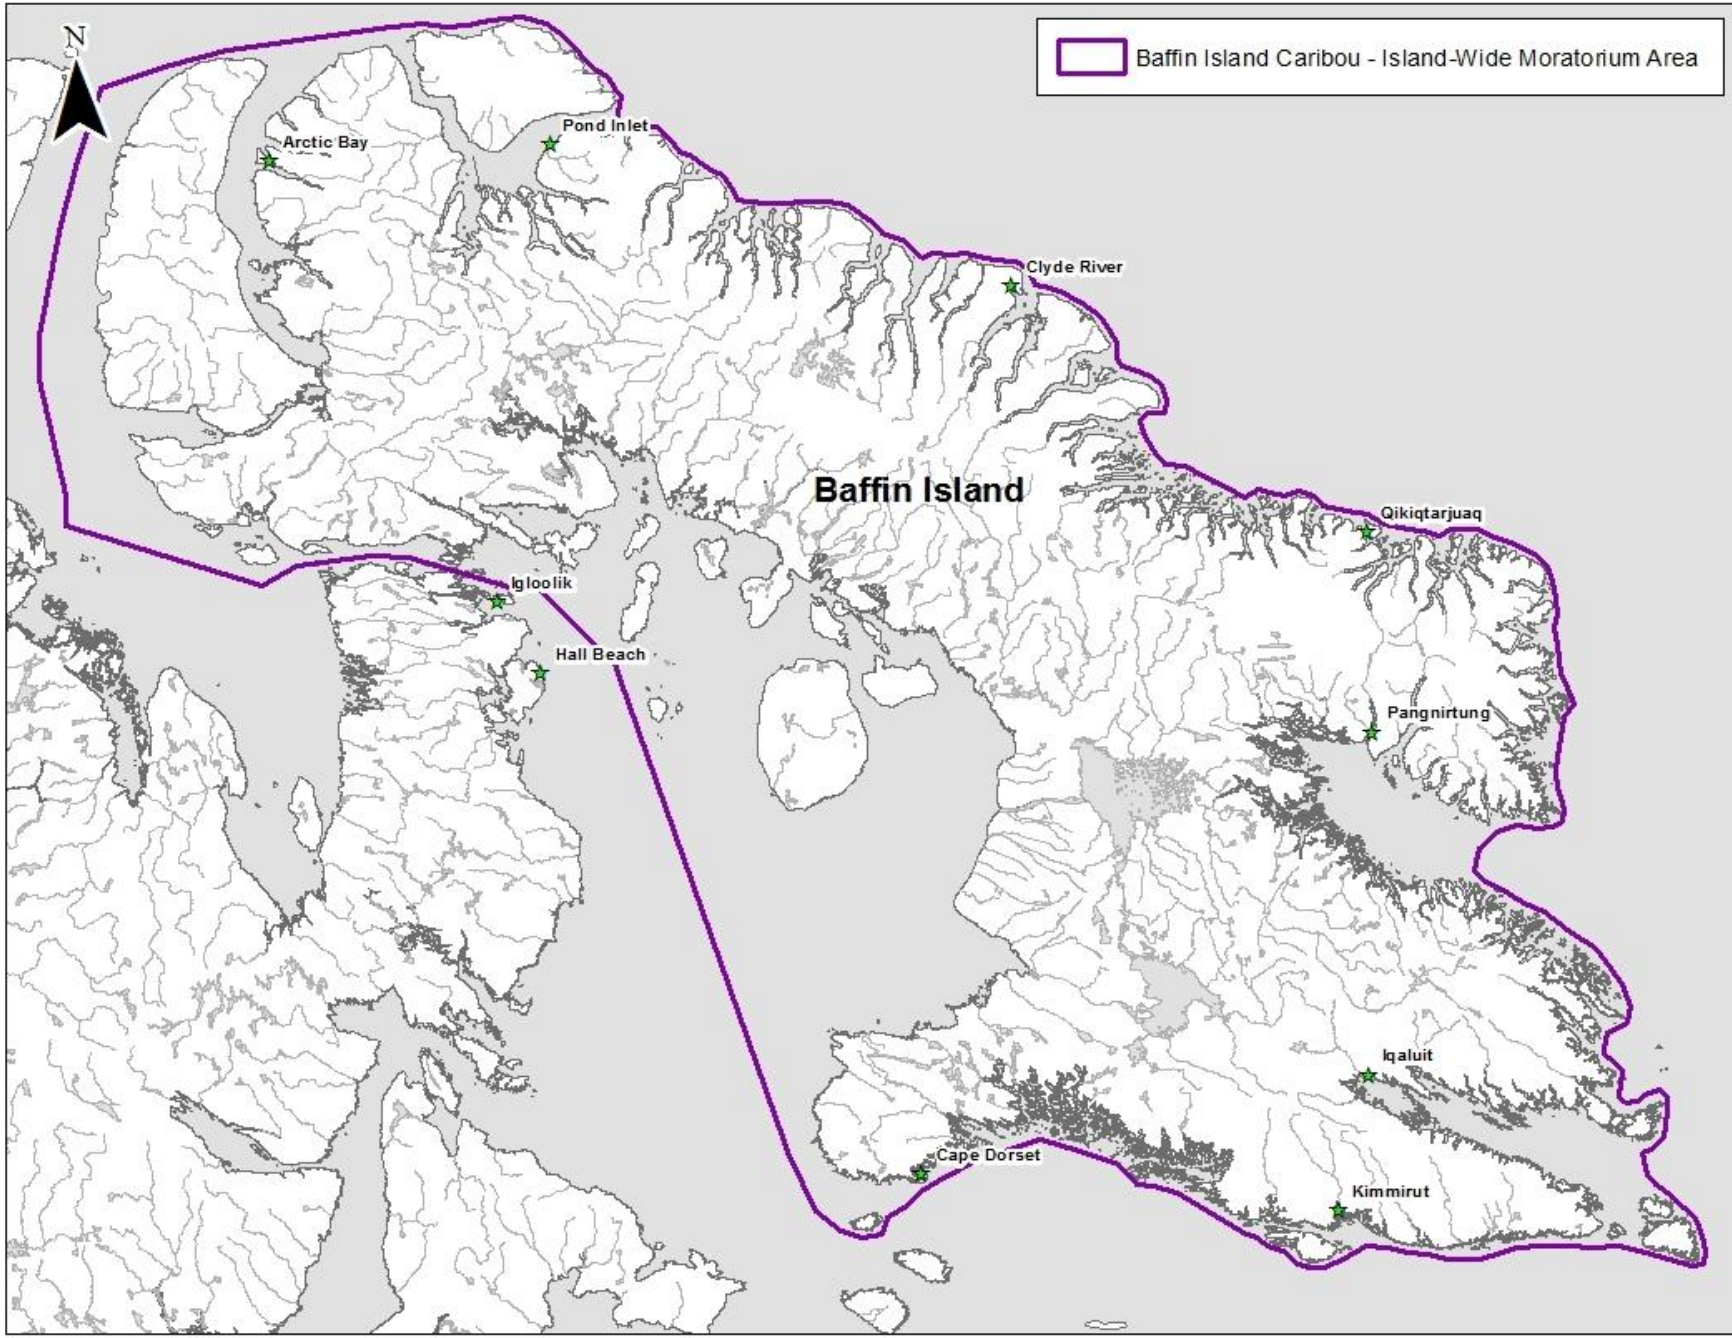 N
Baffin Island Caribou - Island-Wide Moratorium Area
Pond Inlet
Arctic Bay
Clyde River
Baffin Island
Qikiqtarjuaq
Igloolik
Hall Beach
Pangnirtung
Iqaluit
Cape Dorset
Kimmirut